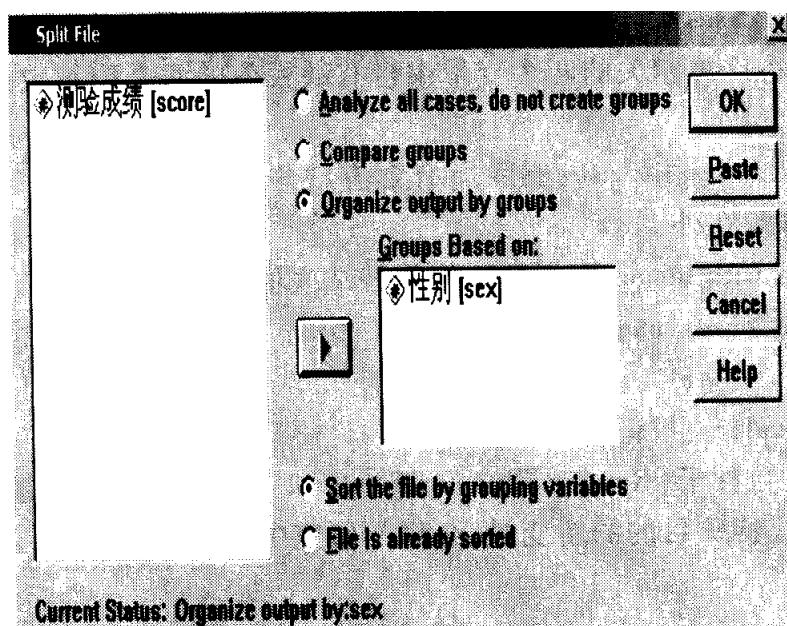 Split File
测验成绩 [score]
Analyze all cases, do not create groups
Compare groups
Organize output by groups
Groups Based on:
性别 [sex]
Sort the file by grouping variables
File is already sorted
Current Status: Organize output by:sex
OK
Paste
Reset
Cancel
Help